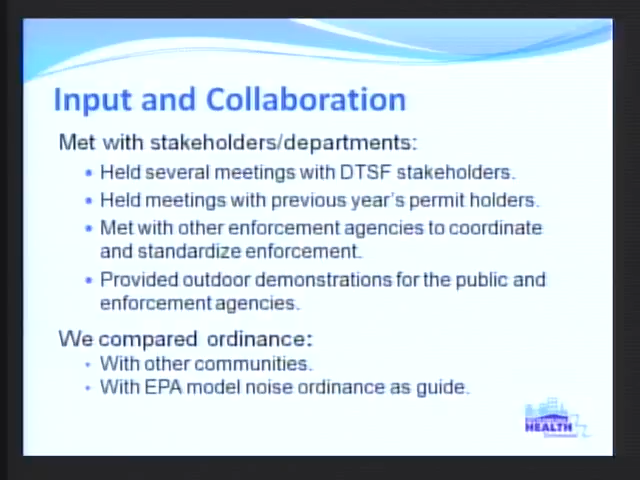 Input and Collaboration
Met with stakeholders/departments:
• Held several meetings with DTSF stakeholders.
• Held meetings with previous year's permit holders.
• Met with other enforcement agencies to coordinate
and standardize enforcement.
• Provided outdoor demonstrations for the public and
enforcement agencies.
We compared ordinance:
• With other communities.
• With EPA model noise ordinance as guide.
HEALTH